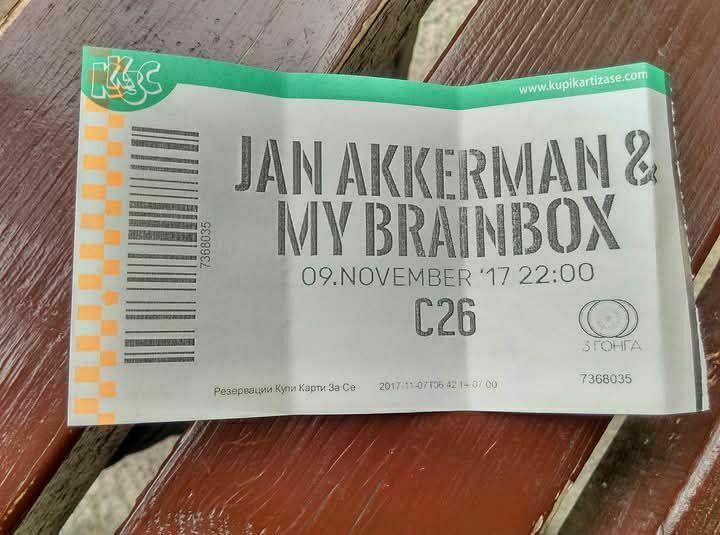 ККЗС
www.kupikartizase.com
JAN AKKERMAN &
MY BRAINBOX
09.NOVEMBER '17 22:00
C26
3 ГОНГА
7368035
7368035
Резервации Купи Карти За Се
2017-11-07T06 42 14-07 00